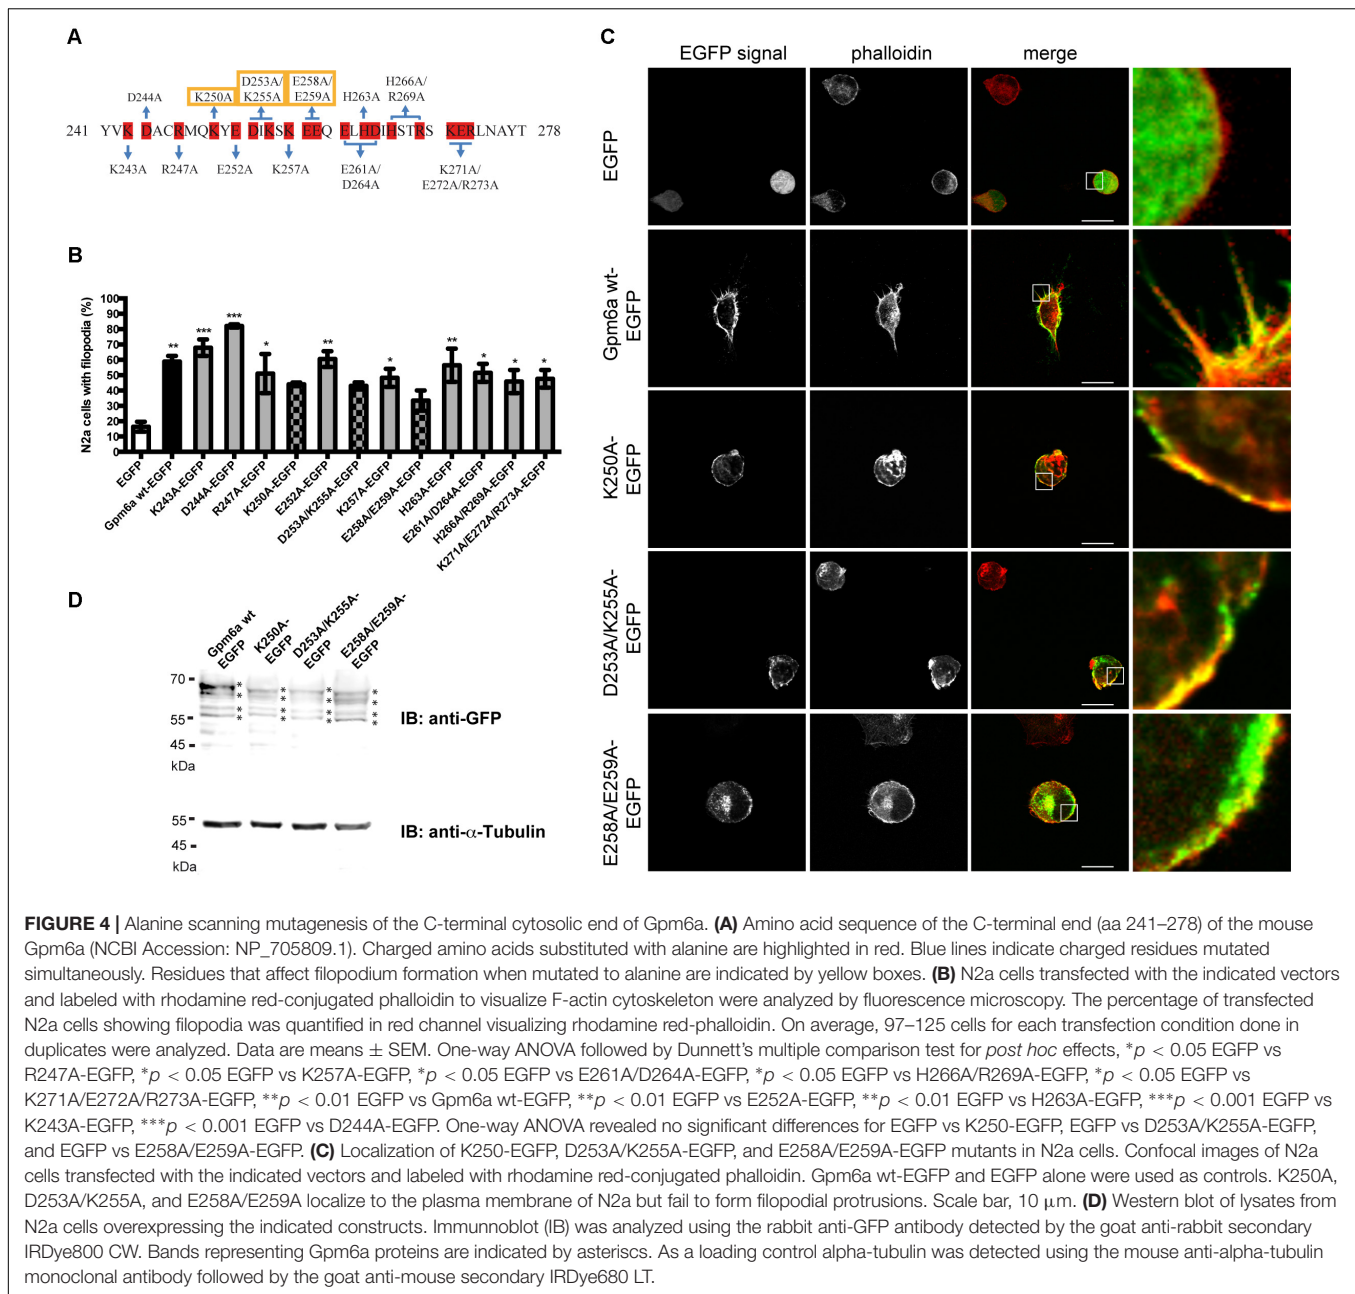 A
D244A
K250A
D253A/
K255A
E258A/
E259A
H263A
H266A/
R269A
241 YVK DACRMQKYE DIKSK EEQ ELHDIHSTRS KERLNAYT 278
K243A
R247A
E252A
K257A
E261A/
D264A
K271A/
E272A/R273A
B
N2a cells with filopodia (%)
100
90
80
70
60
50
40
30
20
10
0
**
***
***
*
**
*
**
*
*
*
EGFP
Gpm6a wt-EGFP
K243A-EGFP
D244A-EGFP
R247A-EGFP
K250A-EGFP
E252A-EGFP
D253A/K255A-EGFP
K257A-EGFP
E258A/E259A-EGFP
H263A-EGFP
E261A/D264A-EGFP
H266A/R269A-EGFP
K271A/E272A/R273A-EGFP
C
EGFP signal phalloidin merge
EGFP
Gpm6a wt-
EGFP
K250A-
EGFP
D253A/K255A-
EGFP
E258A/E259A-
EGFP
D
Gpm6a wt
EGFP
K250A-
EGFP
D253A/K255A-
EGFP
E258A/E259A-
EGFP
70
55
45
kDa
* * * *
* * * *
* * * *
* * * *
IB: anti-GFP
55
45
kDa
IB: anti-α-Tubulin
FIGURE 4 | Alanine scanning mutagenesis of the C-terminal cytosolic end of Gpm6a. (A) Amino acid sequence of the C-terminal end (aa 241–278) of the mouse
Gpm6a (NCBI Accession: NP_705809.1). Charged amino acids substituted with alanine are highlighted in red. Blue lines indicate charged residues mutated
simultaneously. Residues that affect filopodium formation when mutated to alanine are indicated by yellow boxes. (B) N2a cells transfected with the indicated vectors
and labeled with rhodamine red-conjugated phalloidin to visualize F-actin cytoskeleton were analyzed by fluorescence microscopy. The percentage of transfected
N2a cells showing filopodia was quantified in red channel visualizing rhodamine red-phalloidin. On average, 97–125 cells for each transfection condition done in
duplicates were analyzed. Data are means ± SEM. One-way ANOVA followed by Dunnett's multiple comparison test for post hoc effects, *p < 0.05 EGFP vs
R247A-EGFP, *p < 0.05 EGFP vs K257A-EGFP, *p < 0.05 EGFP vs E261A/D264A-EGFP, *p < 0.05 EGFP vs H266A/R269A-EGFP, *p < 0.05 EGFP vs
K271A/E272A/R273A-EGFP, **p < 0.01 EGFP vs Gpm6a wt-EGFP, **p < 0.01 EGFP vs E252A-EGFP, **p < 0.01 EGFP vs H263A-EGFP, ***p < 0.001 EGFP vs
K243A-EGFP, ***p < 0.001 EGFP vs D244A-EGFP. One-way ANOVA revealed no significant differences for EGFP vs K250-EGFP, EGFP vs D253A/K255A-EGFP,
and EGFP vs E258A/E259A-EGFP. (C) Localization of K250-EGFP, D253A/K255A-EGFP, and E258A/E259A-EGFP mutants in N2a cells. Confocal images of N2a
cells transfected with the indicated vectors and labeled with rhodamine red-conjugated phalloidin. Gpm6a wt-EGFP and EGFP alone were used as controls. K250A,
D253A/K255A, and E258A/E259A localize to the plasma membrane of N2a but fail to form filopodial protrusions. Scale bar, 10 μm. (D) Western blot of lysates from
N2a cells overexpressing the indicated constructs. Immunnoblot (IB) was analyzed using the rabbit anti-GFP antibody detected by the goat anti-rabbit secondary
IRDye800 CW. Bands representing Gpm6a proteins are indicated by asteriscs. As a loading control alpha-tubulin was detected using the mouse anti-alpha-tubulin
monoclonal antibody followed by the goat anti-mouse secondary IRDye680 LT.